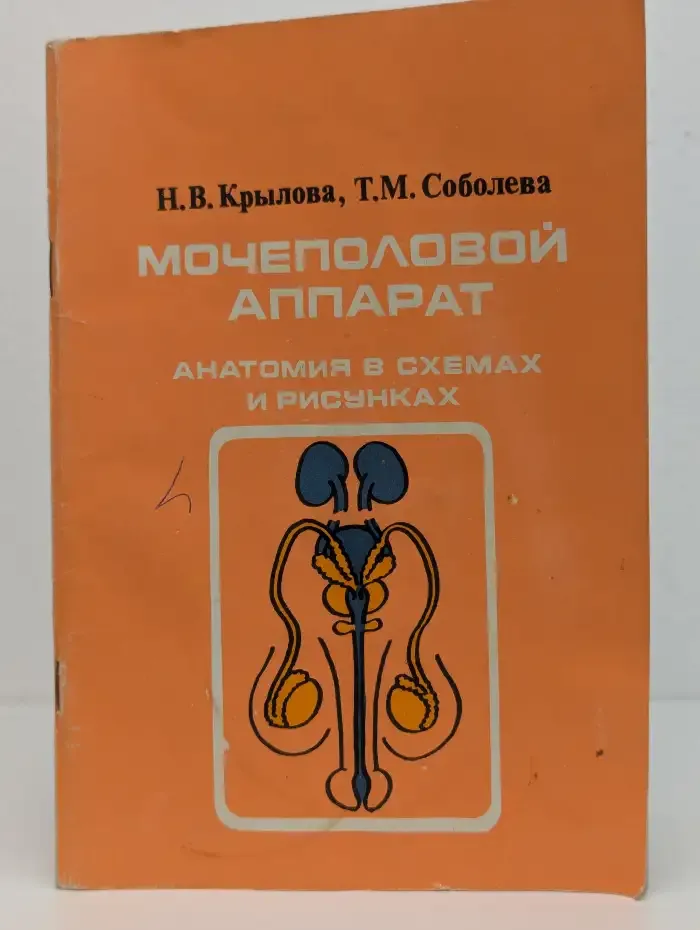 Н.В.Крылова, Т.М.Соболева
МОЧЕПОЛОВОЙ
АППАРАТ
АНАТОМИЯ В СХЕМАХ
И РИСУНКАХ